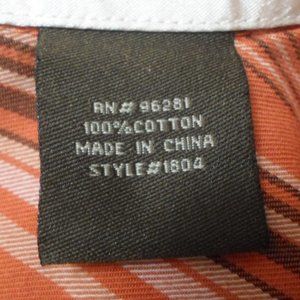 RN# 96281
100%COTTON
MADE IN CHINA
STYLE#1804